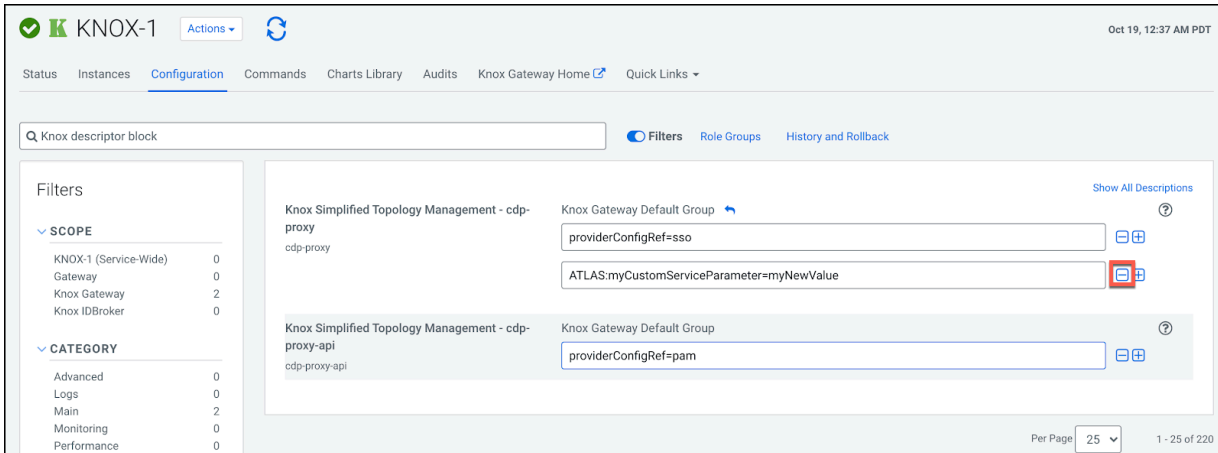 K KNOX-1 Actions Oct 19, 12:37 AM PDT
Status Instances Configuration Commands Charts Library Audits Knox Gateway Home Quick Links
Knox descriptor block Filters Role Groups History and Rollback
Filters
Show All Descriptions
Knox Simplified Topology Management - cdp- Knox Gateway Default Group ?
proxy
cdp-proxy
providerConfigRef=sso
ATLAS:myCustomServiceParameter=myNewValue
SCOPE
KNOX-1 (Service-Wide) 0
Gateway 0
Knox Gateway 2
Knox IDBroker 0
Knox Simplified Topology Management - cdp- Knox Gateway Default Group ?
proxy-api
cdp-proxy-api
providerConfigRef=pam
CATEGORY
Advanced 0
Logs 0
Main 2
Monitoring 0
Performance 0
Per Page 25 1 - 25 of 220